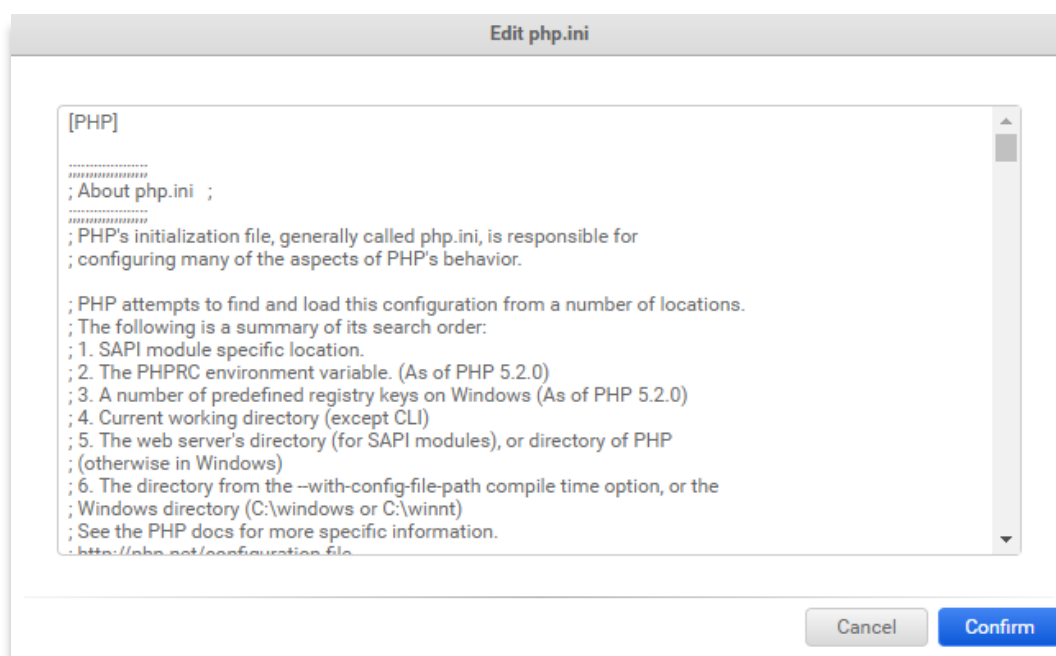 Edit php.ini
[PHP]
;;;;;;;;;;;;;;;;;;;
; About php.ini   ;
;;;;;;;;;;;;;;;;;;;
; PHP's initialization file, generally called php.ini, is responsible for
; configuring many of the aspects of PHP's behavior.
; PHP attempts to find and load this configuration from a number of locations.
; The following is a summary of its search order:
; 1. SAPI module specific location.
; 2. The PHPRC environment variable. (As of PHP 5.2.0)
; 3. A number of predefined registry keys on Windows (As of PHP 5.2.0)
; 4. Current working directory (except CLI)
; 5. The web server's directory (for SAPI modules), or directory of PHP
; (otherwise in Windows)
; 6. The directory from the --with-config-file-path compile time option, or the
; Windows directory (C:\windows or C:\winnt)
; See the PHP docs for more specific information.
; http://php.net/configuration.file
Cancel
Confirm